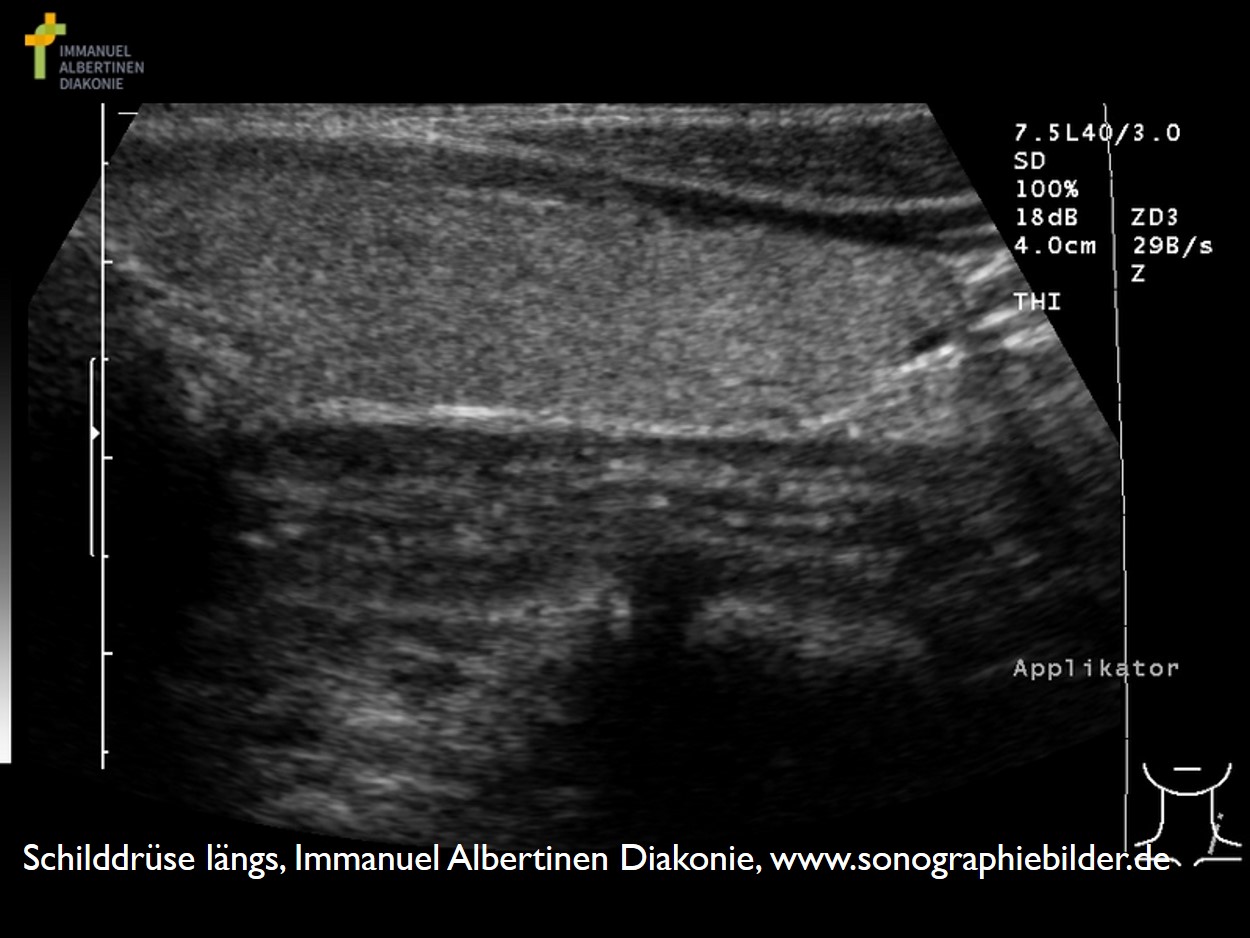 IMMANUEL
ALBERTINEN
DIAKONIE
7.5L40/3.0
SD
100%
18dB ZD3
4.0cm 29B/s
Z
THI
Applikator
Schilddrüse längs, Immanuel Albertinen Diakonie, www.sonographiebilder.de